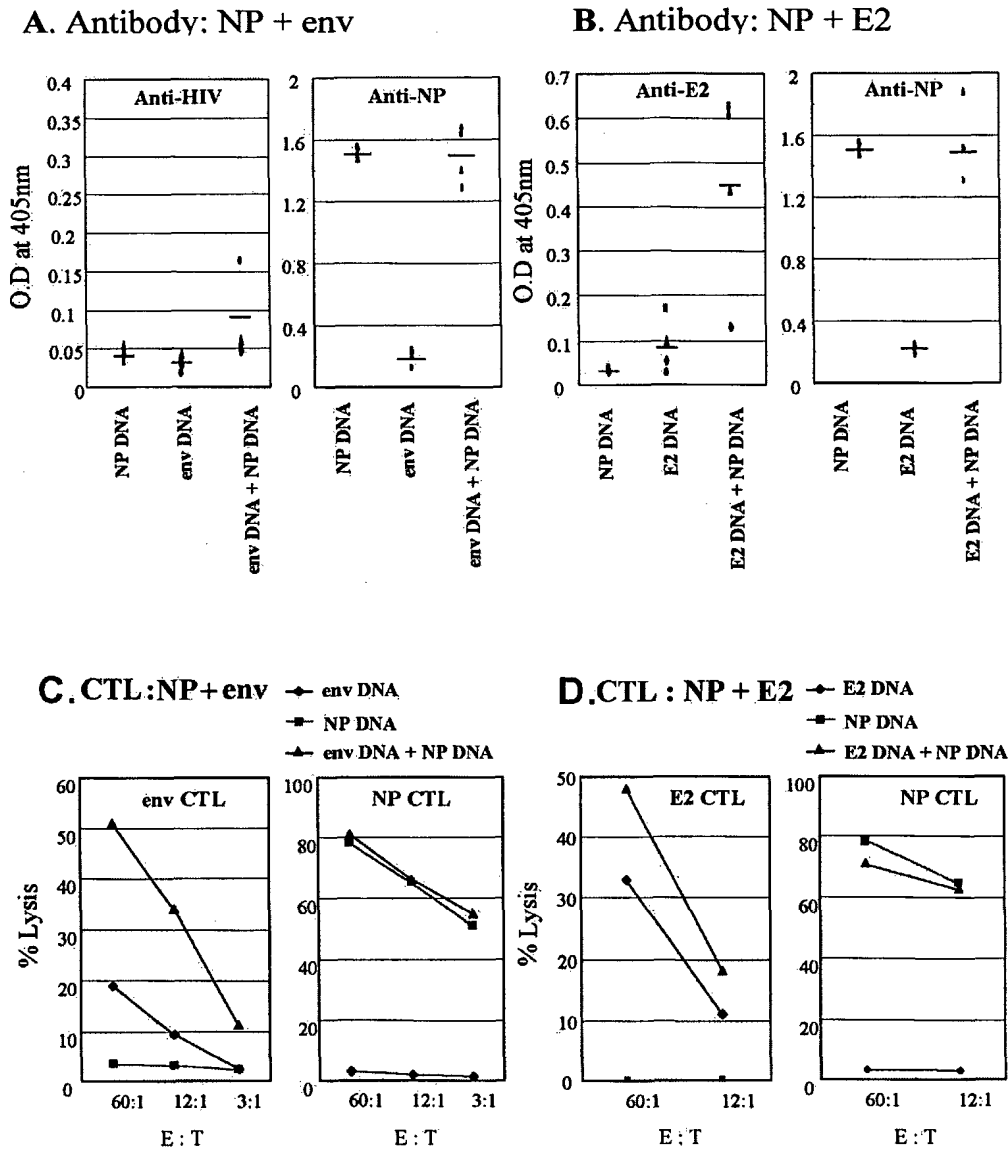 A. Antibody: NP + env
B. Antibody: NP + E2
O.D at 405nm
0.4
0.35
0.3
0.25
0.2
0.15
0.1
0.05
0
Anti-HIV
NP DNA
env DNA
env DNA + NP DNA
2
1.6
1.2
0.8
0.4
0
Anti-NP
NP DNA
env DNA
env DNA + NP DNA
O.D at 405nm
0.7
0.6
0.5
0.4
0.3
0.2
0.1
0
Anti-E2
NP DNA
E2 DNA
E2 DNA + NP DNA
2
1.6
1.2
0.8
0.4
0
Anti-NP
NP DNA
E2 DNA
E2 DNA + NP DNA
C. CTL:NP+env
env DNA
NP DNA
env DNA + NP DNA
% Lysis
60
50
40
30
20
10
0
env CTL
60:1 12:1 3:1
E : T
100
80
60
40
20
0
NP CTL
60:1 12:1 3:1
E : T
D. CTL : NP + E2
E2 DNA
NP DNA
E2 DNA + NP DNA
% Lysis
50
40
30
20
10
0
E2 CTL
60:1 12:1
E : T
100
80
60
40
20
0
NP CTL
60:1 12:1
E : T